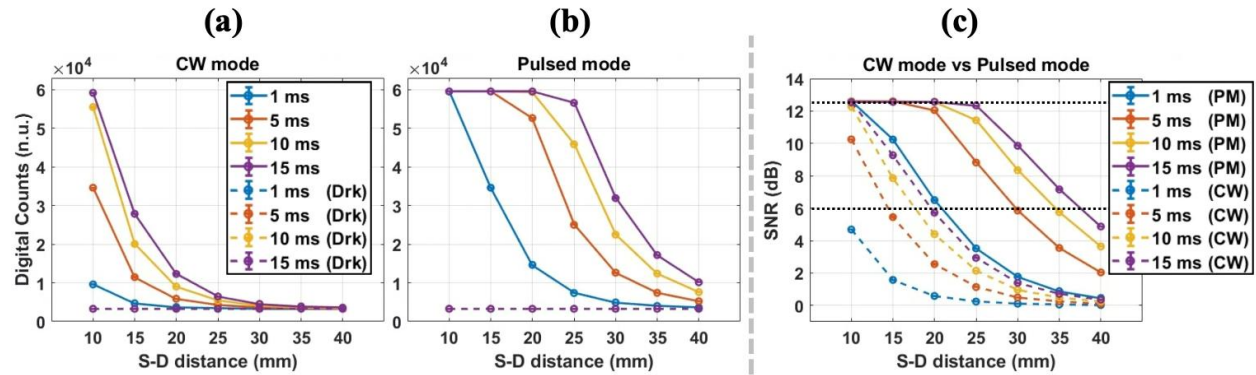 (a)
CW mode
×10⁴
6
5
4
3
2
1
0
10 15 20 25 30 35 40
Digital Counts (n.u.)
S-D distance (mm)
1 ms
5 ms
10 ms
15 ms
1 ms (Drk)
5 ms (Drk)
10 ms (Drk)
15 ms (Drk)
(b)
Pulsed mode
×10⁴
6
5
4
3
2
1
0
10 15 20 25 30 35 40
S-D distance (mm)
(c)
CW mode vs Pulsed mode
14
12
10
8
6
4
2
0
10 15 20 25 30 35 40
SNR (dB)
S-D distance (mm)
1 ms (PM)
5 ms (PM)
10 ms (PM)
15 ms (PM)
1 ms (CW)
5 ms (CW)
10 ms (CW)
15 ms (CW)